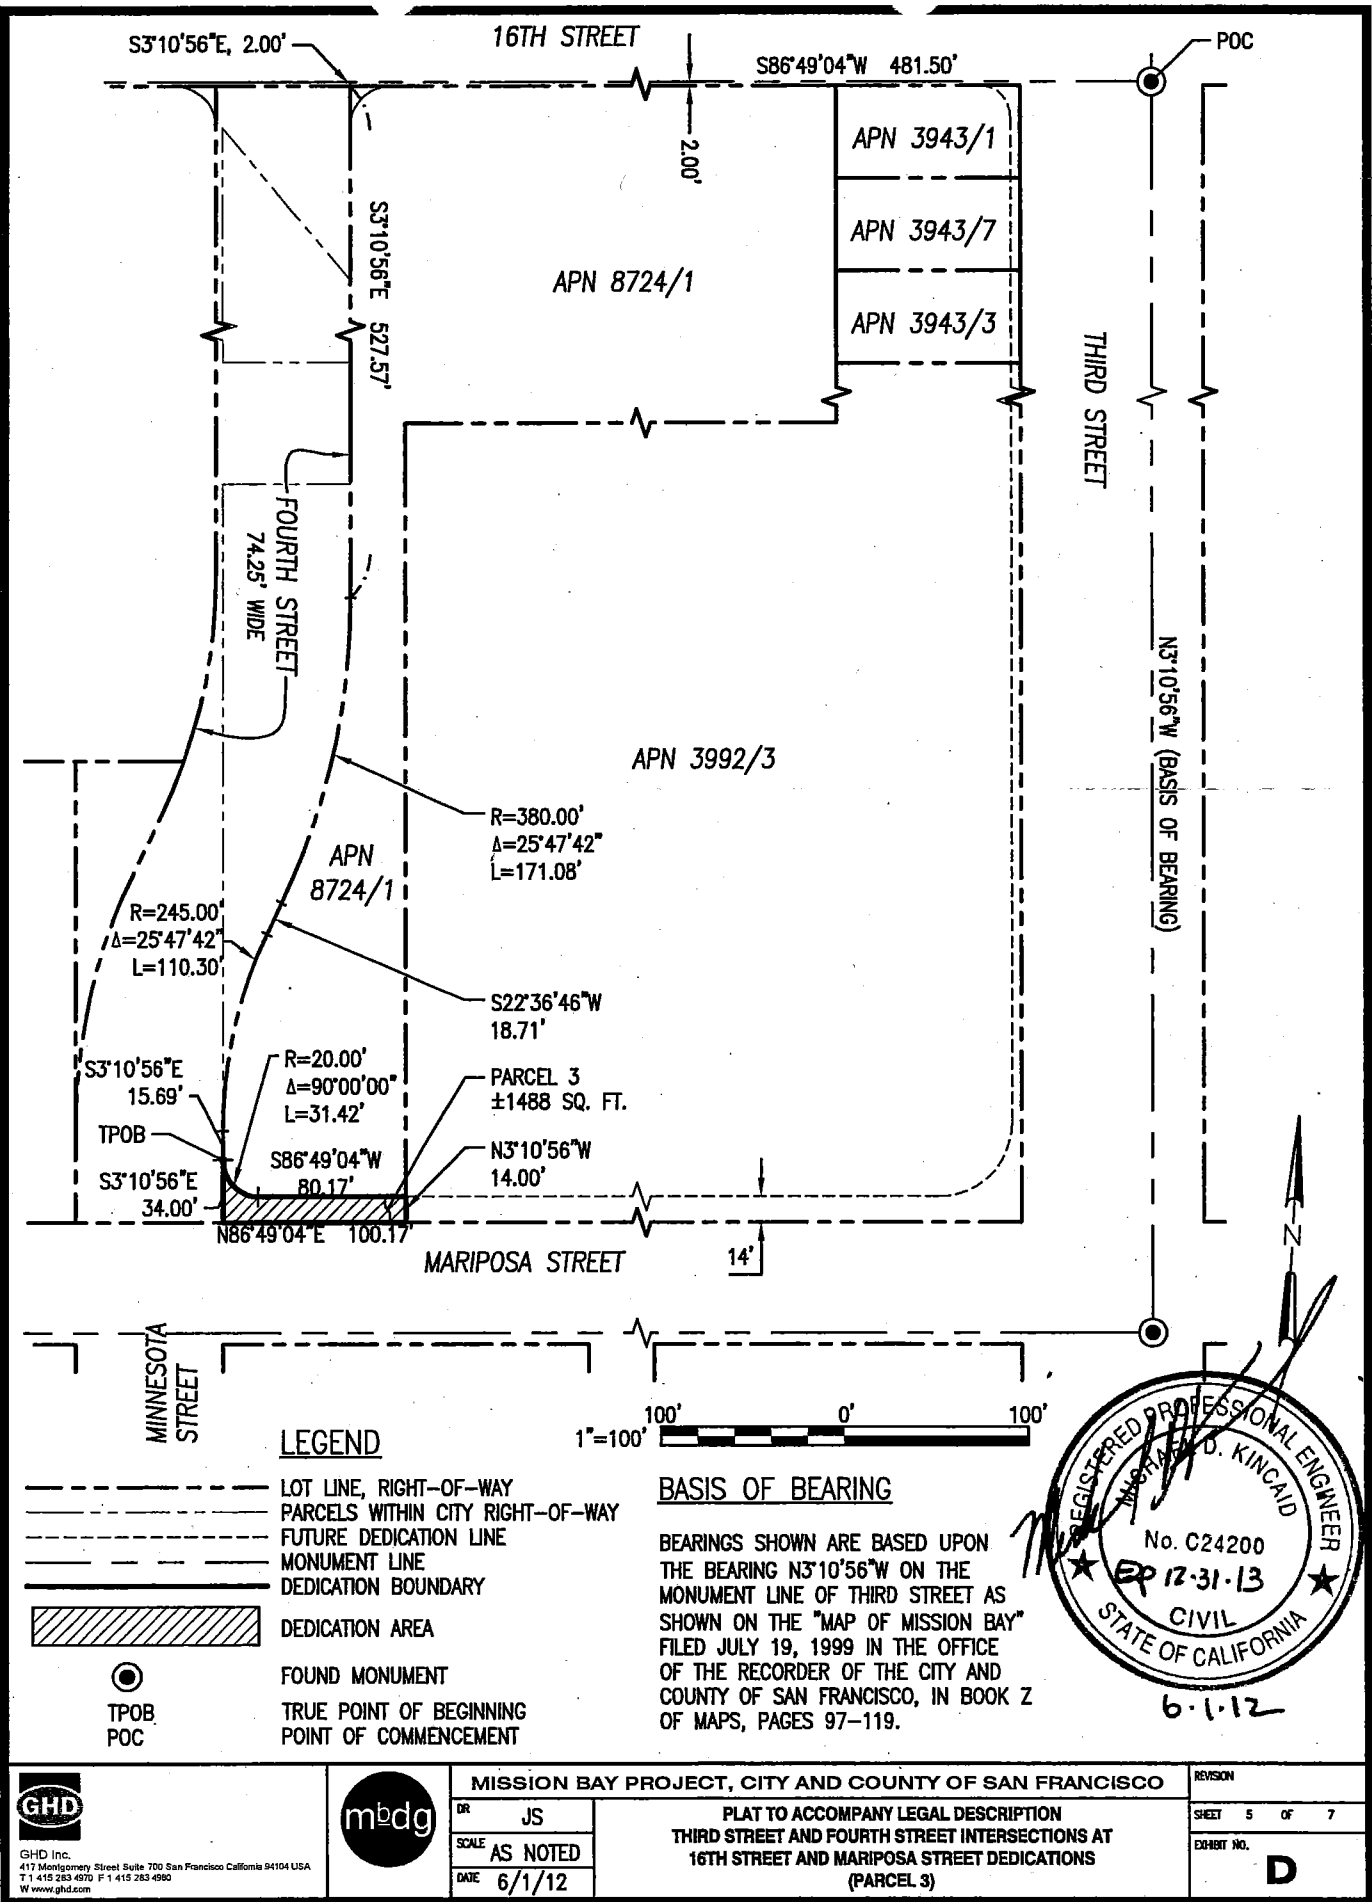 S3°10'56"E, 2.00'
16TH STREET
S86°49'04"W 481.50'
POC
APN 3943/1
2.00'
APN 3943/7
S3°10'56"E 527.57'
APN 8724/1
APN 3943/3
THIRD STREET
FOURTH STREET
74.25' WIDE
N3°10'56"W (BASIS OF BEARING)
APN 3992/3
R=380.00'
Δ=25°47'42"
L=171.08'
APN
8724/1
R=245.00'
Δ=25°47'42"
L=110.30'
S22°36'46"W
18.71'
S3°10'56"E
15.69'
R=20.00'
Δ=90°00'00"
L=31.42'
PARCEL 3
±1488 SQ. FT.
TPOB
S86°49'04"W
80.17'
N3°10'56"W
14.00'
S3°10'56"E
34.00'
N86°49'04"E 100.17'
MARIPOSA STREET
14'
N
MINNESOTA
STREET
100' 0' 100'
1"=100'
LEGEND
LOT LINE, RIGHT-OF-WAY
PARCELS WITHIN CITY RIGHT-OF-WAY
FUTURE DEDICATION LINE
MONUMENT LINE
DEDICATION BOUNDARY
DEDICATION AREA
FOUND MONUMENT
TPOB TRUE POINT OF BEGINNING
POC POINT OF COMMENCEMENT
BASIS OF BEARING
BEARINGS SHOWN ARE BASED UPON
THE BEARING N3°10'56"W ON THE
MONUMENT LINE OF THIRD STREET AS
SHOWN ON THE "MAP OF MISSION BAY"
FILED JULY 19, 1999 IN THE OFFICE
OF THE RECORDER OF THE CITY AND
COUNTY OF SAN FRANCISCO, IN BOOK Z
OF MAPS, PAGES 97-119.
REGISTERED PROFESSIONAL ENGINEER
MICHAEL D. KINCAID
No. C24200
EXP 12-31-13
CIVIL
STATE OF CALIFORNIA
6-1-12
GHD
GHD Inc.
417 Montgomery Street Suite 700 San Francisco California 94104 USA
T 1 415 283 4970 F 1 415 283 4980
W www.ghd.com
mbdg
MISSION BAY PROJECT, CITY AND COUNTY OF SAN FRANCISCO
DR JS
SCALE AS NOTED
DATE 6/1/12
PLAT TO ACCOMPANY LEGAL DESCRIPTION
THIRD STREET AND FOURTH STREET INTERSECTIONS AT
16TH STREET AND MARIPOSA STREET DEDICATIONS
(PARCEL 3)
REVISION
SHEET 5 OF 7
EXHIBIT NO.
D